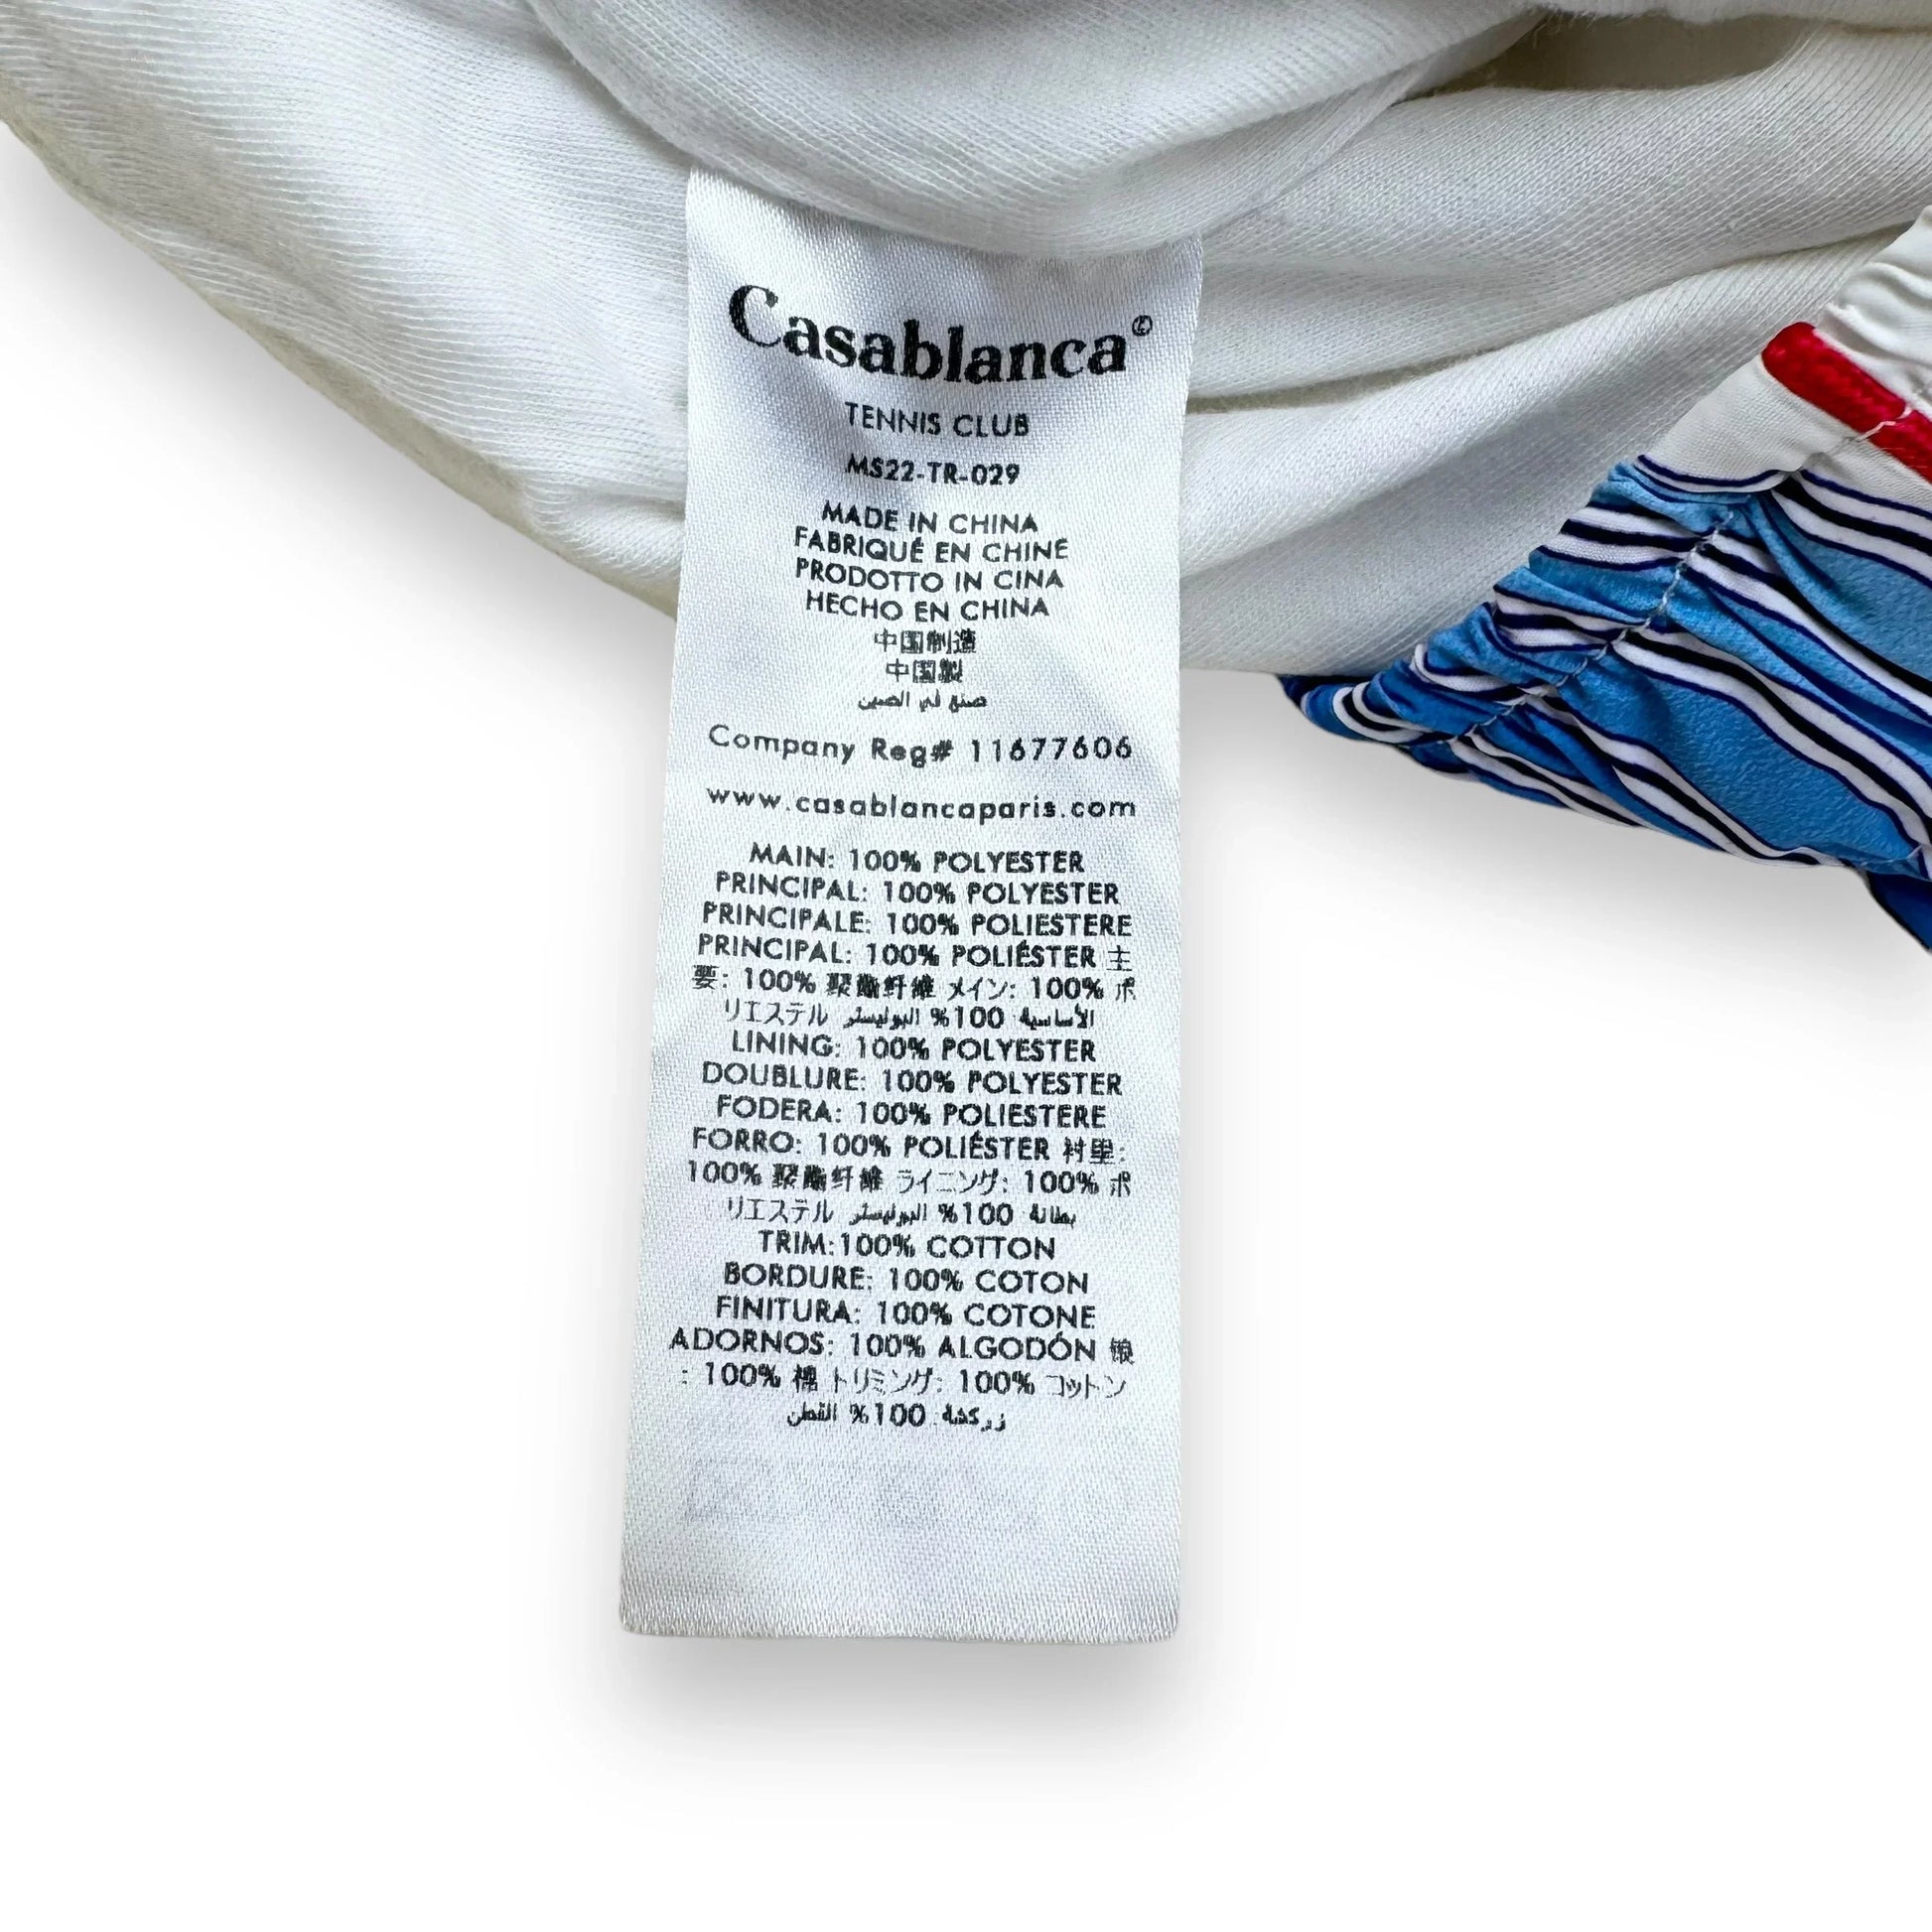 Casablanca©
TENNIS CLUB
MS22-TR-029
MADE IN CHINA
FABRIQUÉ EN CHINE
PRODOTTO IN CINA
HECHO EN CHINA
中国制造
中国製
صنع في الصين
Company Reg# 11677606
www.casablancaparis.com
MAIN: 100% POLYESTER
PRINCIPAL: 100% POLYESTER
PRINCIPALE: 100% POLIESTERE
PRINCIPAL: 100% POLIÉSTER 主
要: 100% 聚酯纤维 メイン: 100% ポ
リエステル الأساسية 100% البوليستر
LINING: 100% POLYESTER
DOUBLURE: 100% POLYESTER
FODERA: 100% POLIESTERE
FORRO: 100% POLIÉSTER 衬里:
100% 聚酯纤维 ライニング: 100% ポ
リエステル بطانة 100% البوليستر
TRIM:100% COTTON
BORDURE: 100% COTON
FINITURA: 100% COTONE
ADORNOS: 100% ALGODÓN
: 100% 棉 トリミング: 100% コットン
زركشة 100% القطن